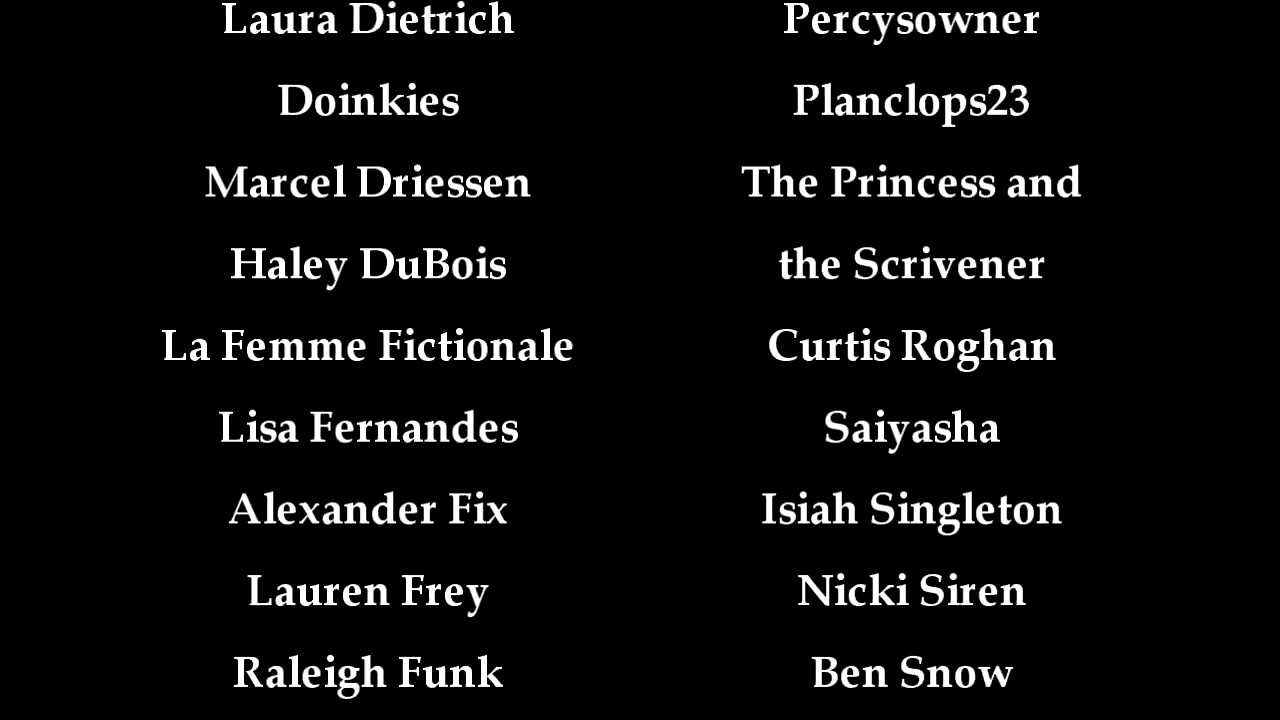 Laura Dietrich
Doinkies
Marcel Driessen
Haley DuBois
La Femme Fictionale
Lisa Fernandes
Alexander Fix
Lauren Frey
Raleigh Funk
Percysowner
Planclops23
The Princess and
the Scrivener
Curtis Roghan
Saiyasha
Isiah Singleton
Nicki Siren
Ben Snow